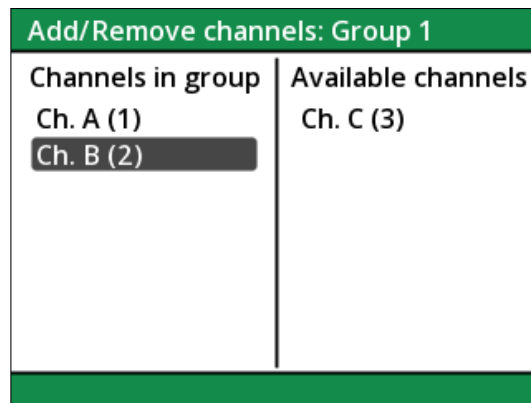 Add/Remove channels: Group 1
Channels in group
Ch. A (1)
Ch. B (2)
Available channels
Ch. C (3)